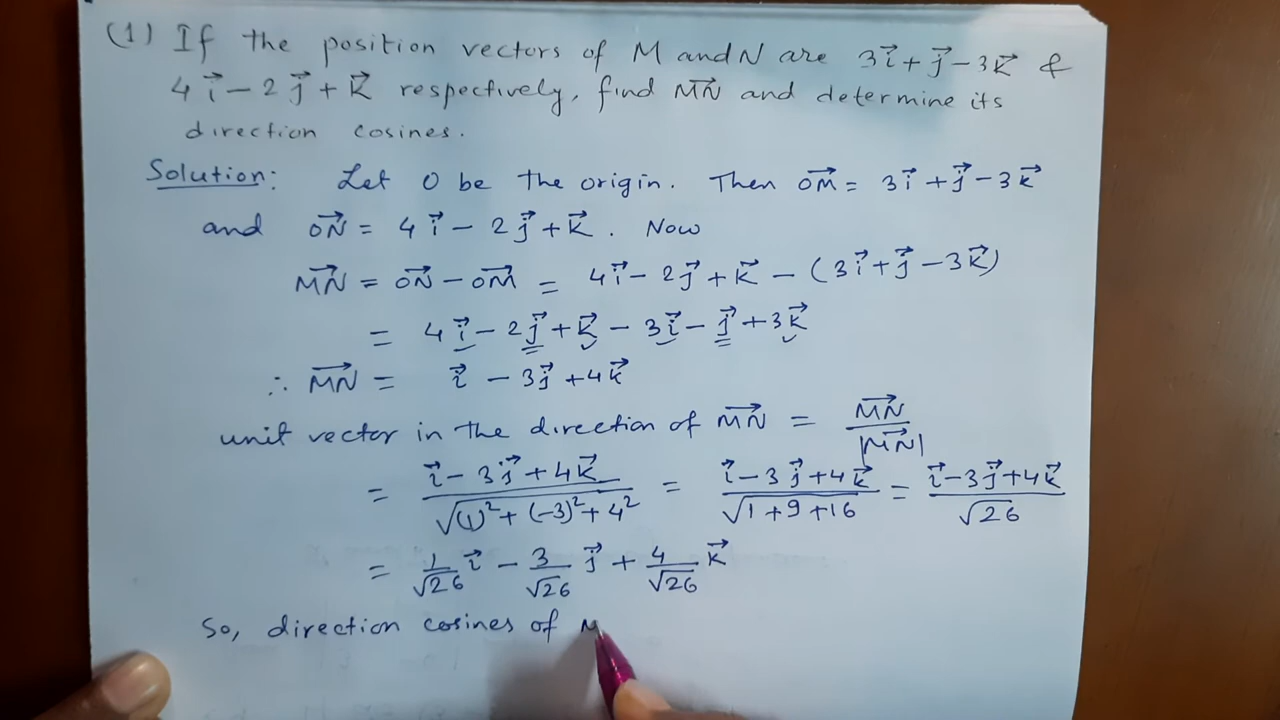 (1) If the position vectors of M and N are 3i⃗ + j⃗ − 3k⃗ &
4i⃗ − 2j⃗ + k⃗ respectively, find MN⃗ and determine its
direction cosines.
Solution: Let O be the origin. Then OM⃗ = 3i⃗ + j⃗ − 3k⃗
and ON⃗ = 4i⃗ − 2j⃗ + k⃗. Now
MN⃗ = ON⃗ − OM⃗ = 4i⃗ − 2j⃗ + k⃗ − (3i⃗ + j⃗ − 3k⃗)
= 4i⃗ − 2j⃗ + k⃗ − 3i⃗ − j⃗ + 3k⃗
∴ MN⃗ = i⃗ − 3j⃗ + 4k⃗
unit vector in the direction of MN⃗ = MN⃗/|MN⃗|
= (i⃗ − 3j⃗ + 4k⃗)/√((1)² + (−3)² + 4²) = (i⃗ − 3j⃗ + 4k⃗)/√(1 + 9 + 16) = (i⃗ − 3j⃗ + 4k⃗)/√26
= 1/√26 i⃗ − 3/√26 j⃗ + 4/√26 k⃗
So, direction cosines of M